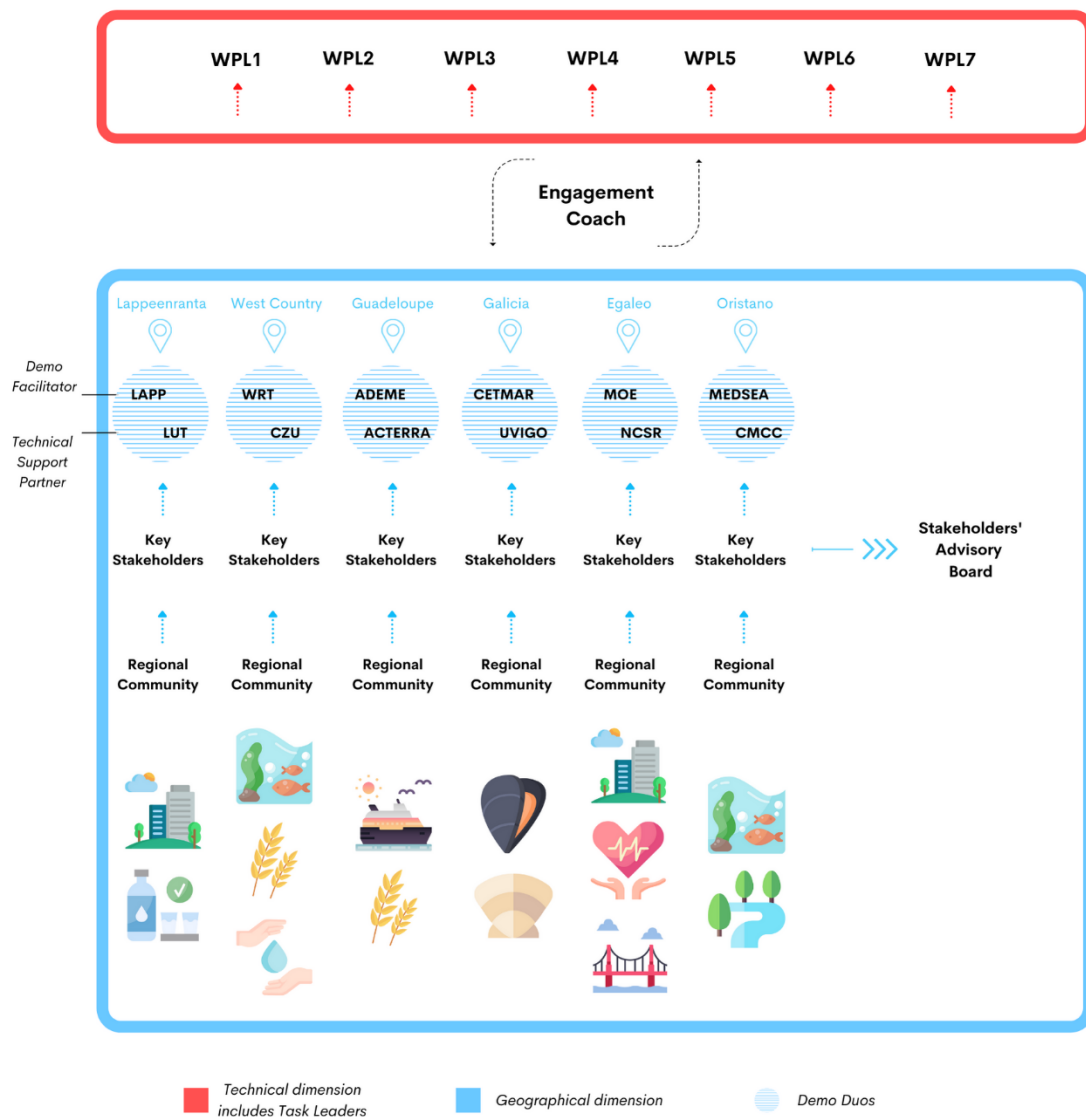 WPL1 WPL2 WPL3 WPL4 WPL5 WPL6 WPL7
Engagement
Coach
Lappeenranta West Country Guadeloupe Galicia Egaleo Oristano
Demo
Facilitator
LAPP WRT ADEME CETMAR MOE MEDSEA
Technical
Support
Partner
LUT CZU ACTERRA UVIGO NCSR CMCC
Key Key Key Key Key Key
Stakeholders Stakeholders Stakeholders Stakeholders Stakeholders Stakeholders
Stakeholders'
Advisory
Board
Regional Regional Regional Regional Regional Regional
Community Community Community Community Community Community
Technical dimension
includes Task Leaders
Geographical dimension
Demo Duos